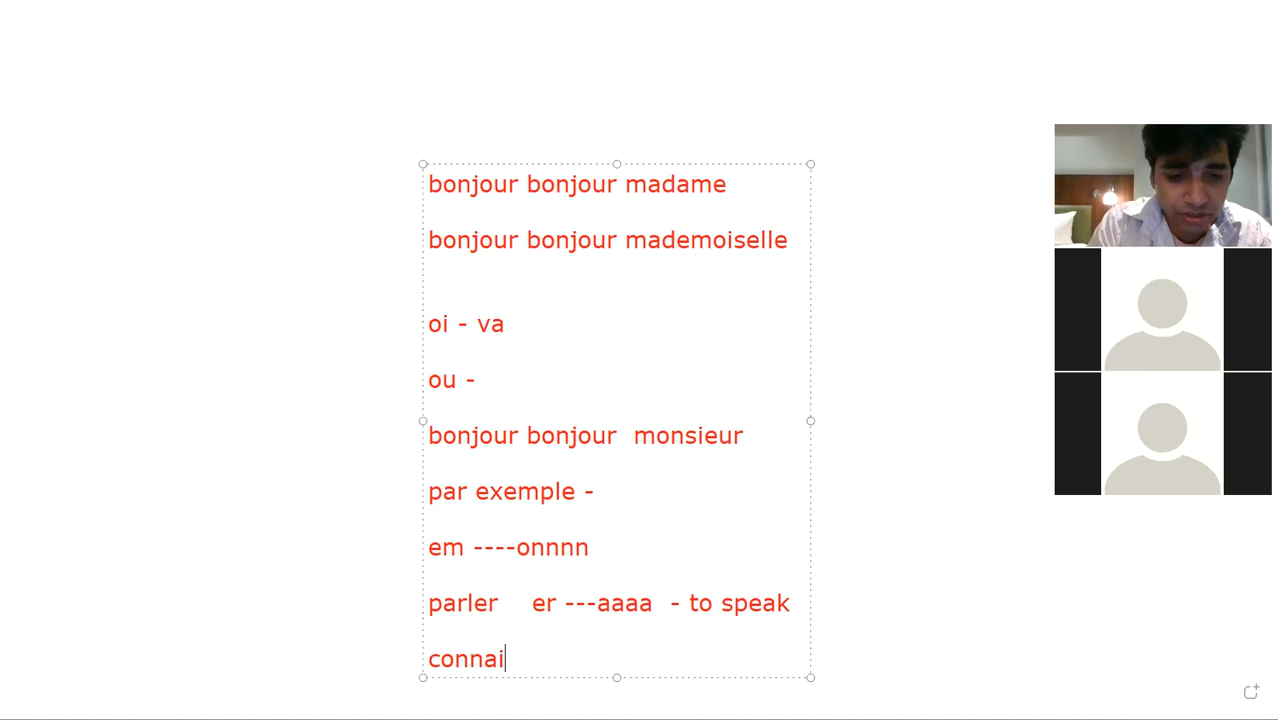 bonjour bonjour madame
bonjour bonjour mademoiselle
oi - va
ou -
bonjour bonjour  monsieur
par exemple -
em ----onnnn
parler    er ---aaaa  - to speak
connai